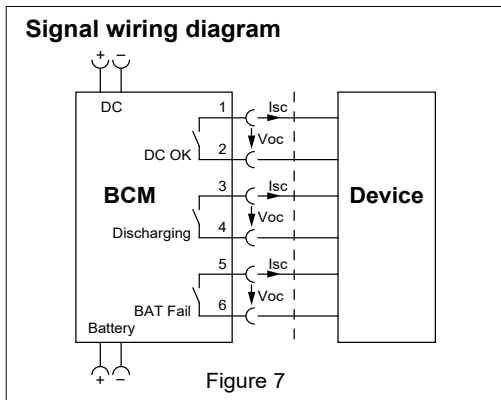 Signal wiring diagram
+ −
DC
1 Isc
Voc
2
DC OK
3 Isc
BCM
Voc
Device
4
Discharging
5 Isc
Voc
6
BAT Fail
Battery
+ −
Figure 7